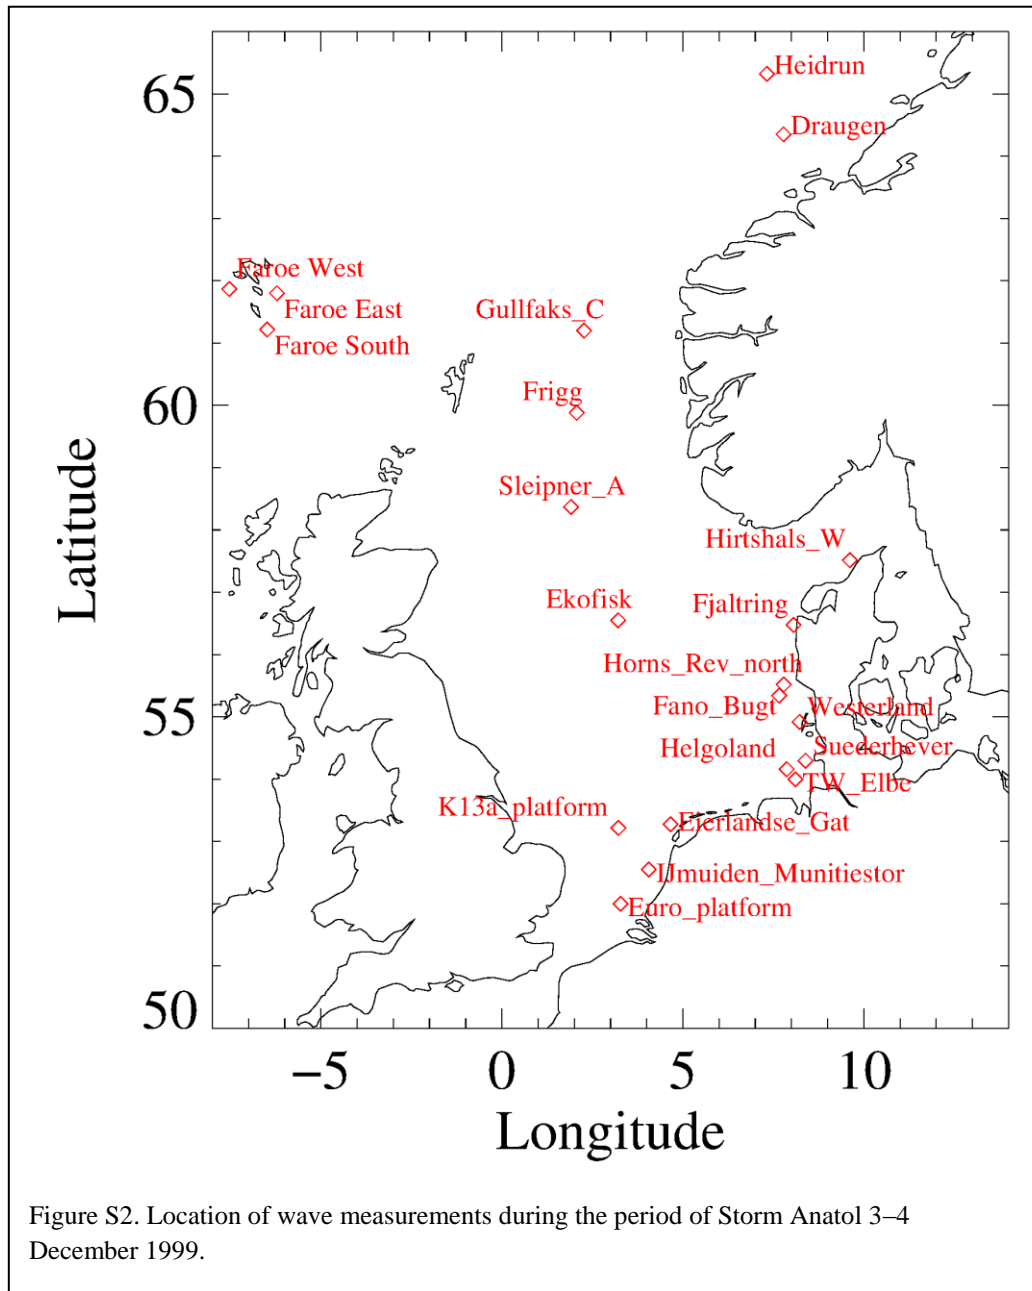 Heidrun
65
Draugen
Faroe West
Faroe East
Gullfaks_C
Faroe South
Frigg
60
Sleipner_A
Latitude
Hirtshals_W
Ekofisk
Fjaltring
Horns_Rev_north
Fano_Bugt
Westerland
55
Helgoland
Suederhever
TW_Elbe
K13a_platform
Eierlandse_Gat
IJmuiden_Munitiestor
Euro_platform
50
−5 0 5 10
Longitude
Figure S2. Location of wave measurements during the period of Storm Anatol 3–4
December 1999.